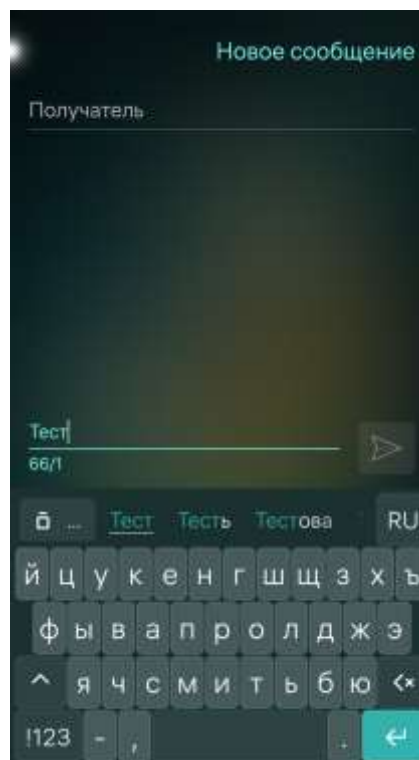 Новое сообщение
Получатель
Тест
66/1
ō ... Тест Тесть Тестова RU
й ц у к е н г ш щ з х ъ
ф ы в а п р о л д ж э
^ я ч с м и т ь б ю
!123 - , .